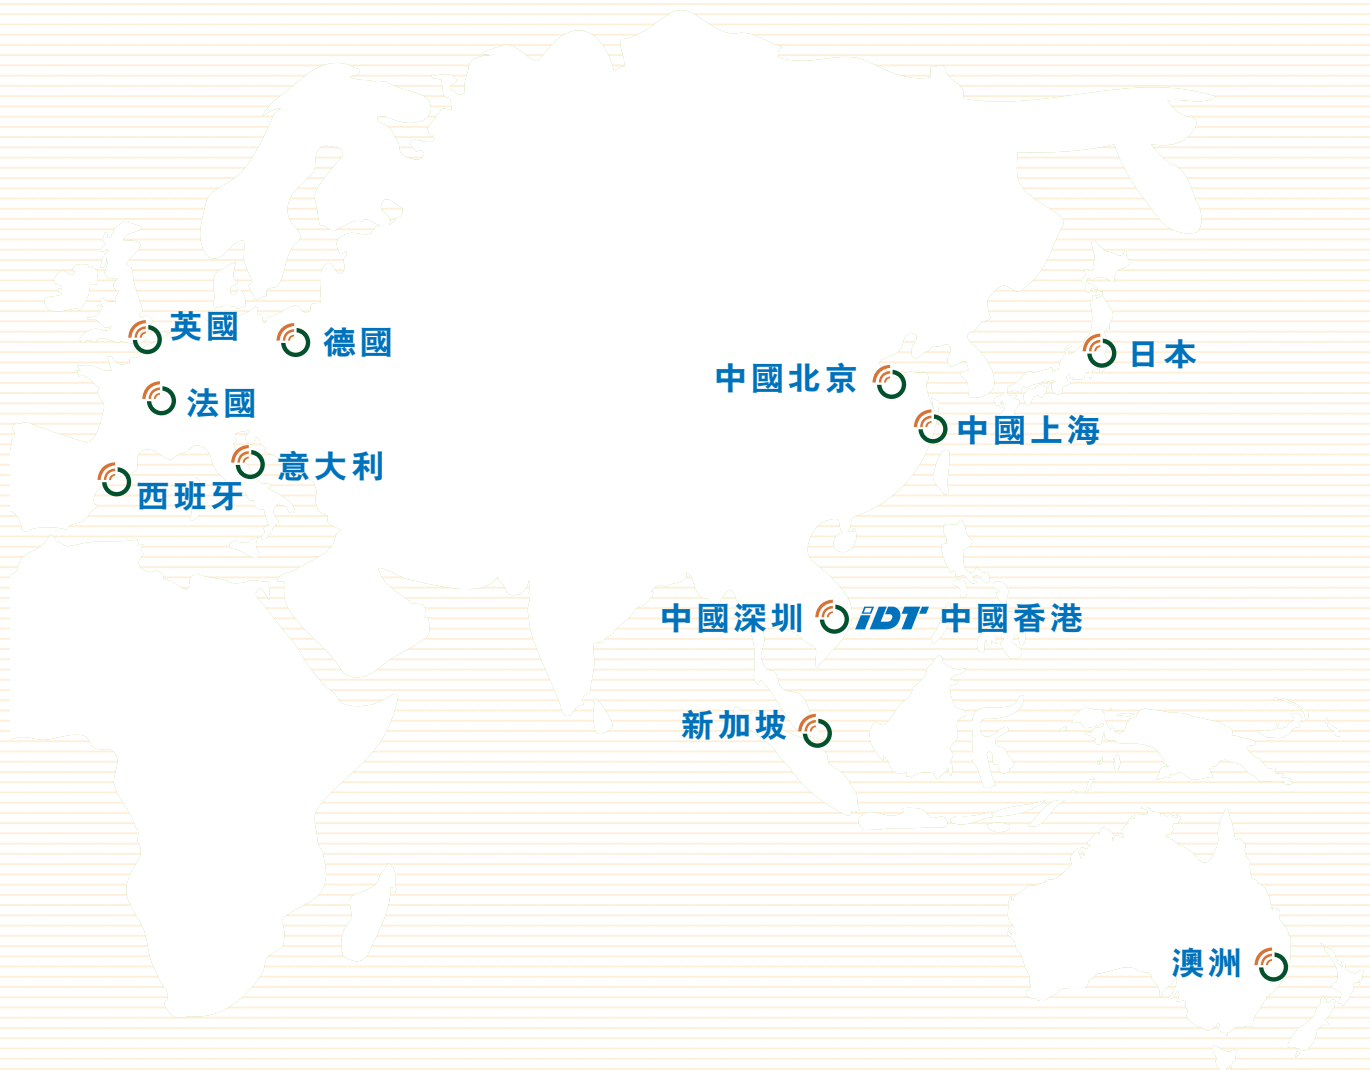 英國
德國
日本
中國北京
法國
中國上海
意大利
西班牙
中國深圳
iDT 中國香港
新加坡
澳洲